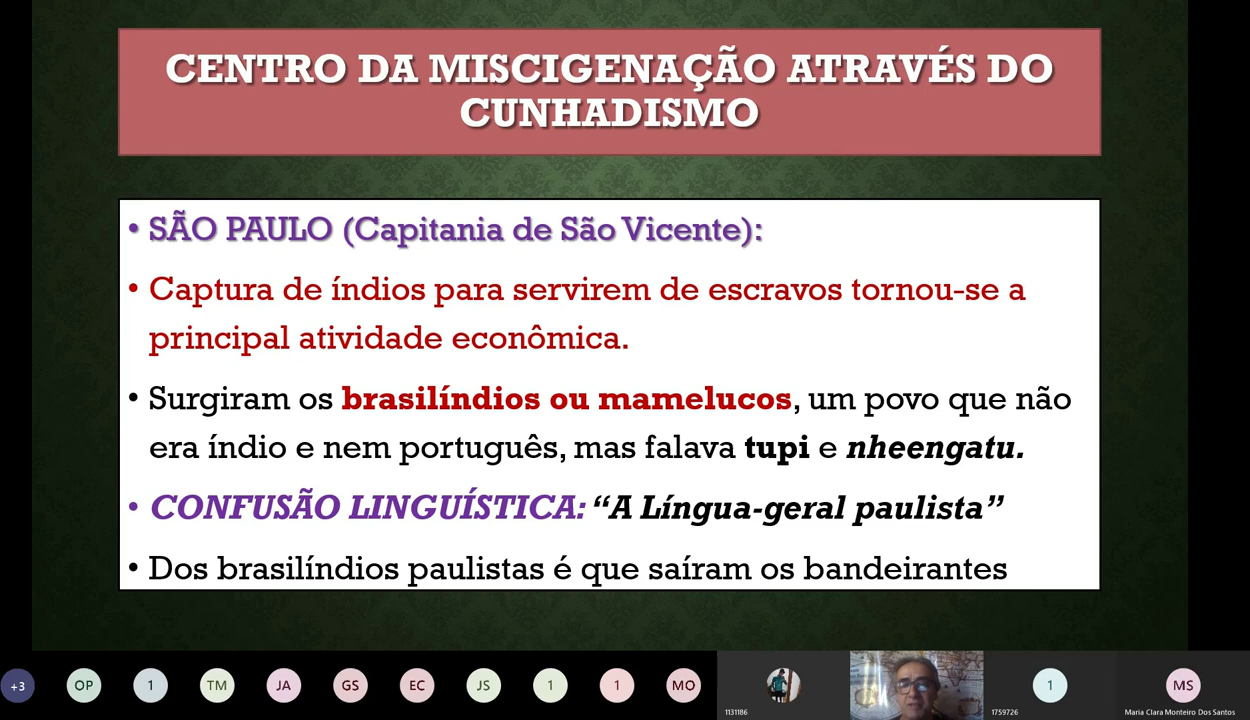 CENTRO DA MISCIGENAÇÃO ATRAVÉS DO
CUNHADISMO
• SÃO PAULO (Capitania de São Vicente):
• Captura de índios para servirem de escravos tornou-se a
principal atividade econômica.
• Surgiram os brasilíndios ou mamelucos, um povo que não
era índio e nem português, mas falava tupi e nheengatu.
• CONFUSÃO LINGUÍSTICA: “A Língua-geral paulista”
• Dos brasilíndios paulistas é que saíram os bandeirantes
+3 OP 1 TM JA GS EC JS 1 1 MO 1 MS
1131186 1759726 Maria Clara Monteiro Dos Santos